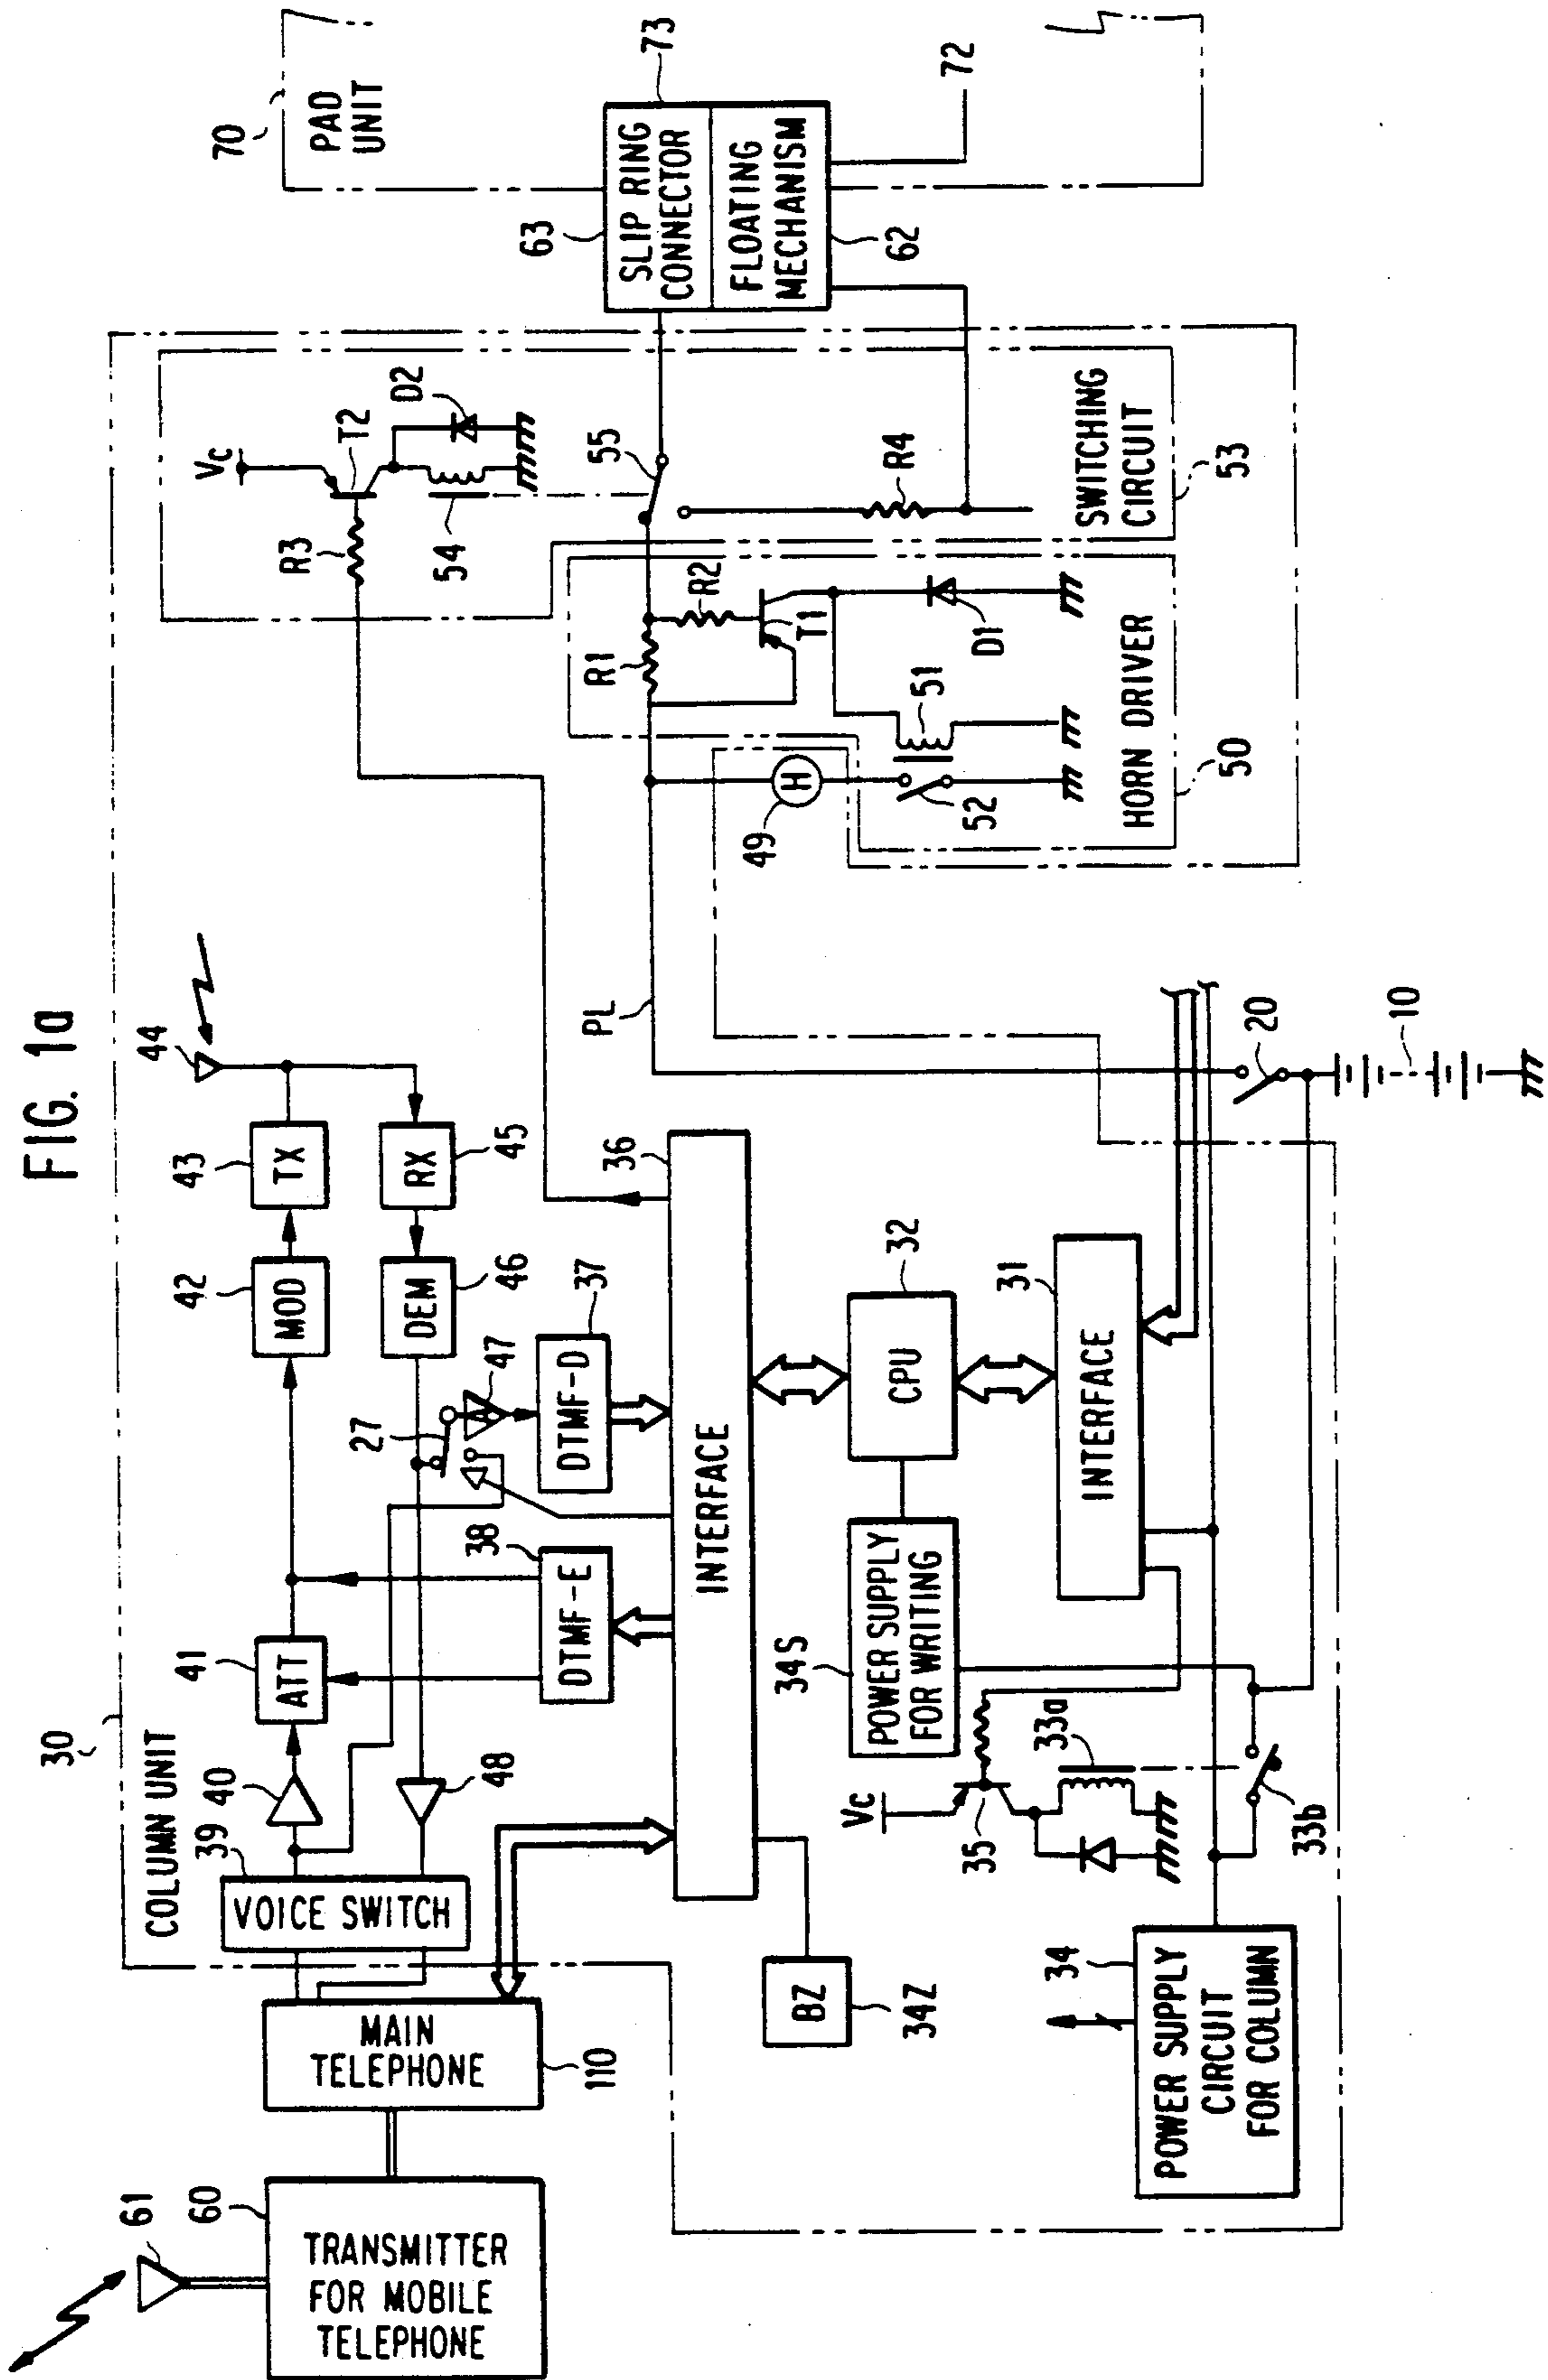 FIG. 1a
61
60
TRANSMITTER
FOR MOBILE
TELEPHONE
MAIN
TELEPHONE
110
30
COLUMN UNIT
39
VOICE SWITCH
40
41
ATT
42
MOD
43
TX
44
RX
45
DEM
46
48
27
47
A
DTMF-D
37
DTMF-E
38
INTERFACE
36
BZ
34Z
CPU
32
POWER SUPPLY
FOR WRITING
34S
INTERFACE
31
Vc
35
33a
33b
POWER SUPPLY
CIRCUIT
FOR COLUMN
34
20
10
PL
49
H
52
51
R1
R2
T1
D1
HORN DRIVER
50
R3
Vc
T2
D2
54
55
R4
SWITCHING
CIRCUIT
53
63
SLIP RING
CONNECTOR
FLOATING
MECHANISM
62
73
72
70
PAD
UNIT